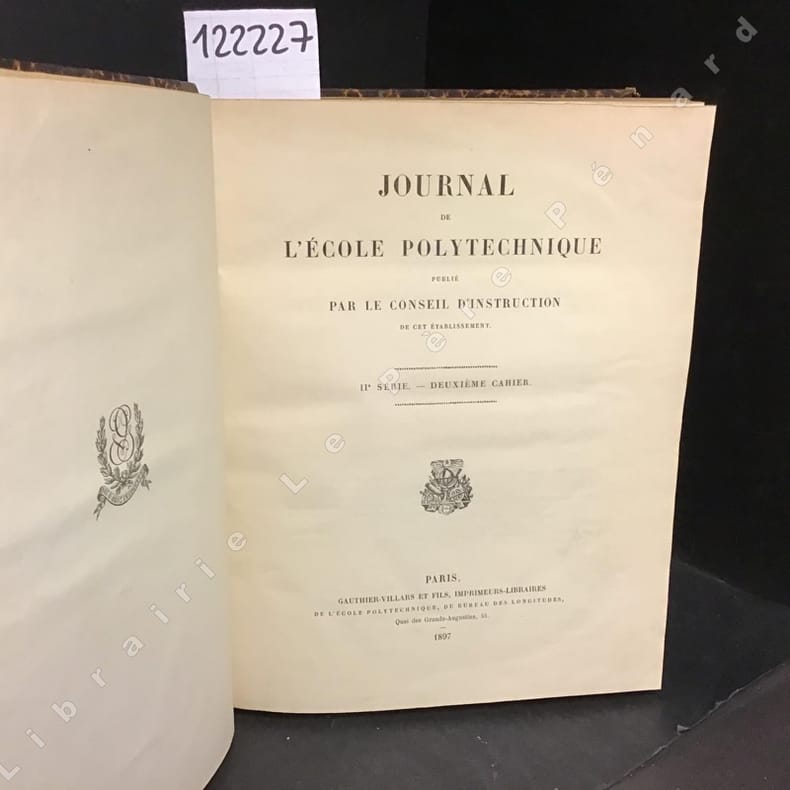 122227
JOURNAL
DE
L'ÉCOLE POLYTECHNIQUE
PUBLIÉ
PAR LE CONSEIL D'INSTRUCTION
DE CET ÉTABLISSEMENT.
IIe SÉRIE. — DEUXIÈME CAHIER.
PARIS,
GAUTHIER-VILLARS ET FILS, IMPRIMEURS-LIBRAIRES
DE L'ÉCOLE POLYTECHNIQUE, DU BUREAU DES LONGITUDES,
Quai des Grands-Augustins, 55.
1897
Librairie Le Père Pénard